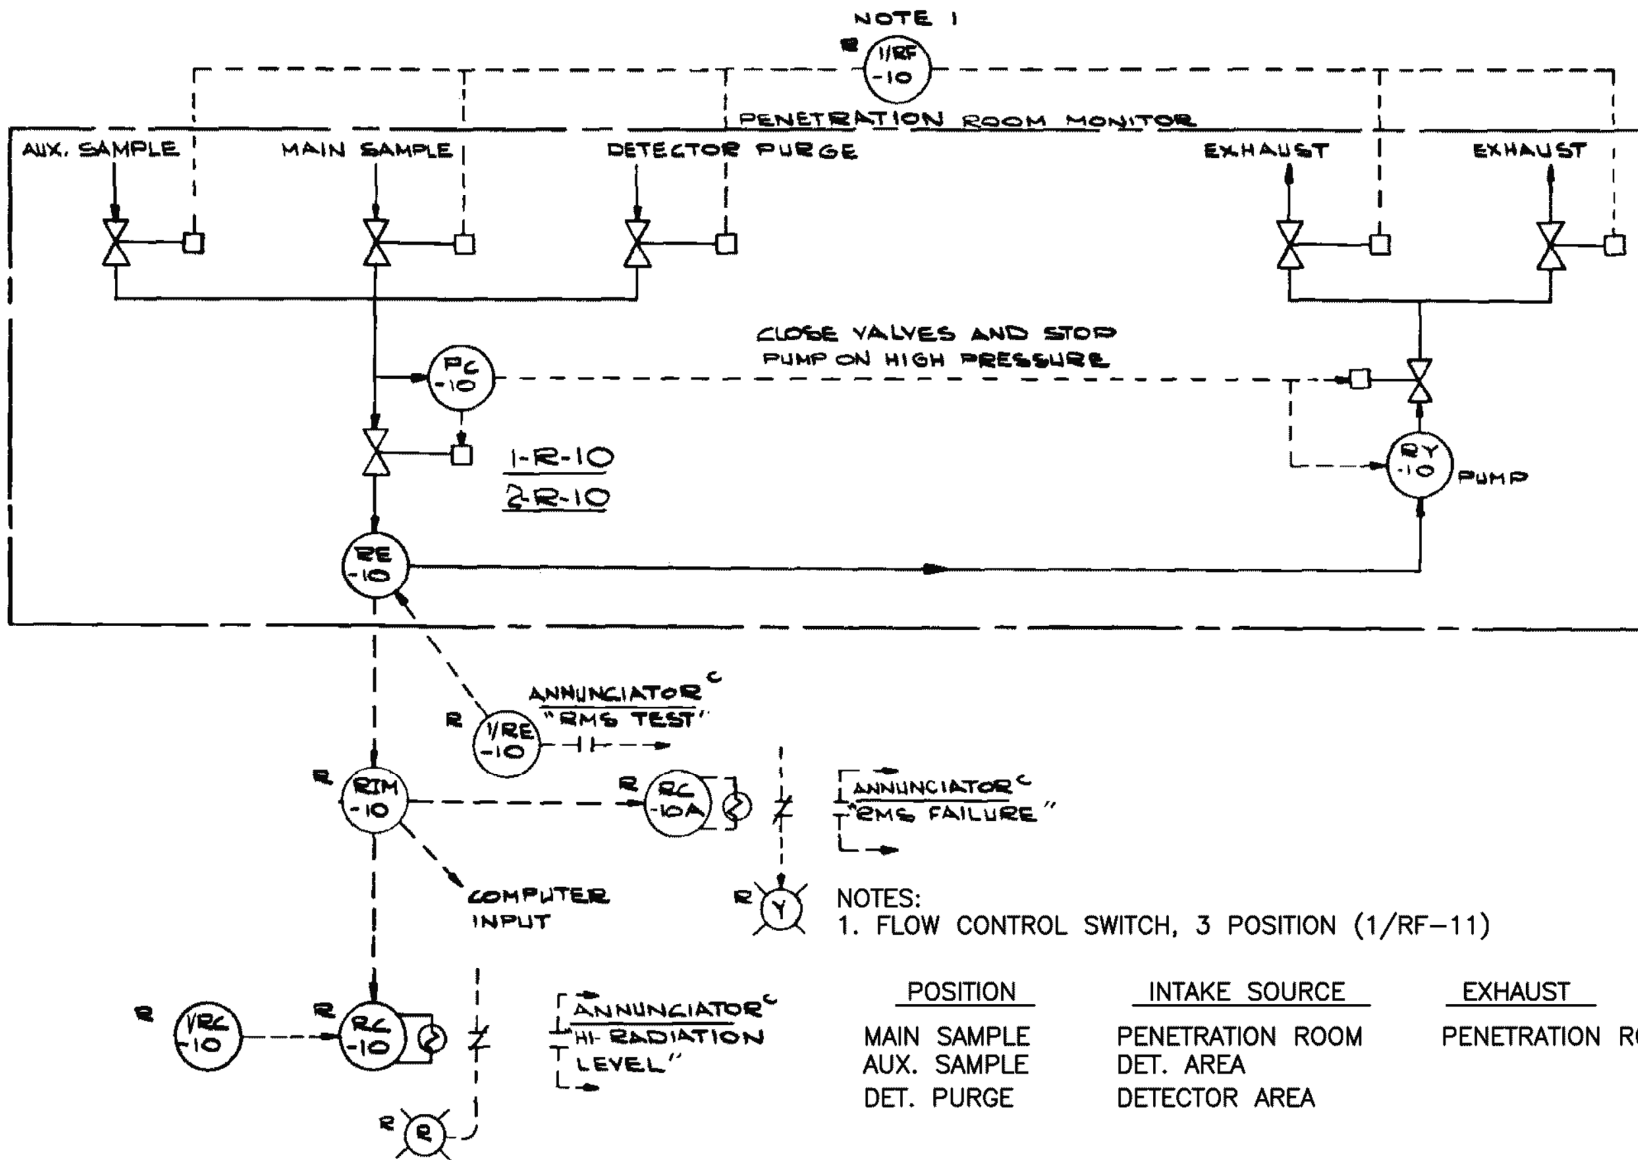 NOTE 1
R
1/RF
-10
PENETRATION ROOM MONITOR
AUX. SAMPLE
MAIN SAMPLE
DETECTOR PURGE
EXHAUST
EXHAUST
CLOSE VALVES AND STOP
PUMP ON HIGH PRESSURE
PC
-10
1-R-10
2-R-10
RY
-10
PUMP
RE
-10
ANNUNCIATOR C
"RMS TEST"
R
1/RE
-10
R
RIM
-10
R
RC
-10A
ANNUNCIATOR C
"RMS FAILURE"
COMPUTER
INPUT
R
Y
NOTES:
1. FLOW CONTROL SWITCH, 3 POSITION (1/RF-11)
R
1/RC
-10
R
RC
-10
ANNUNCIATOR C
HI-RADIATION
LEVEL"
R
R
POSITION INTAKE SOURCE EXHAUST
MAIN SAMPLE PENETRATION ROOM PENETRATION RO
AUX. SAMPLE DET. AREA
DET. PURGE DETECTOR AREA